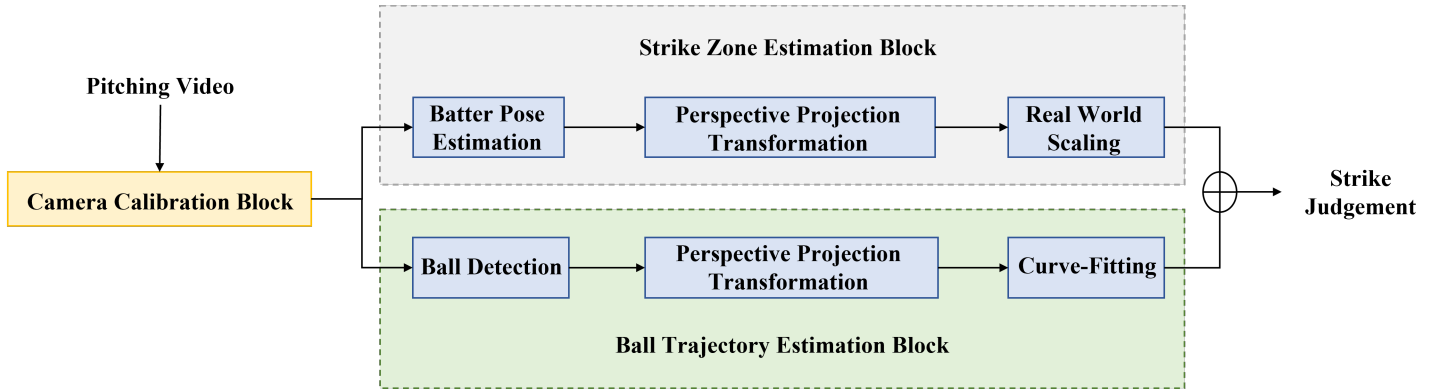 Strike Zone Estimation Block
Pitching Video
Batter Pose
Estimation
Perspective Projection
Transformation
Real World
Scaling
Camera Calibration Block
Strike
Judgement
Ball Detection
Perspective Projection
Transformation
Curve-Fitting
Ball Trajectory Estimation Block